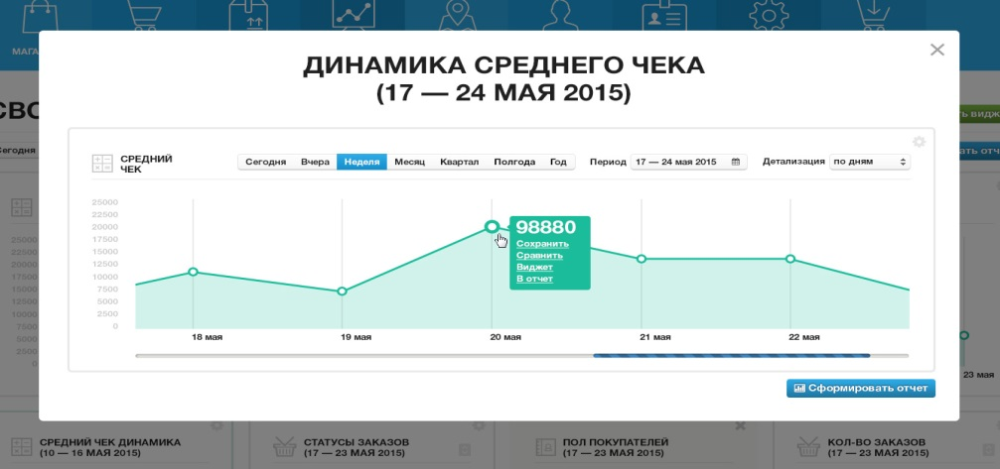 МАГА
ДИНАМИКА СРЕДНЕГО ЧЕКА
(17 — 24 МАЯ 2015)
СВО
ть видж
Сегодня
ать отч
СРЕДНИЙ
ЧЕК
Сегодня Вчера Неделя Месяц Квартал Полгода Год Период 17 — 24 мая 2015 Детализация по дням
25000
22500
20000
17500
15000
12500
10000
7500
5000
2500
0
98880
Сохранить
Сравнить
Виджет
В отчет
25000
22500
20000
17500
15000
12500
10000
7500
5000
2500
0
18 мая 19 мая 20 мая 21 мая 22 мая
23 мая
Сформировать отчет
СРЕДНИЙ ЧЕК ДИНАМИКА
(10 — 16 МАЯ 2015)
СТАТУСЫ ЗАКАЗОВ
(17 — 23 МАЯ 2015)
ПОЛ ПОКУПАТЕЛЕЙ
(17 — 23 МАЯ 2015)
КОЛ-ВО ЗАКАЗОВ
(17 — 23 МАЯ 2015)